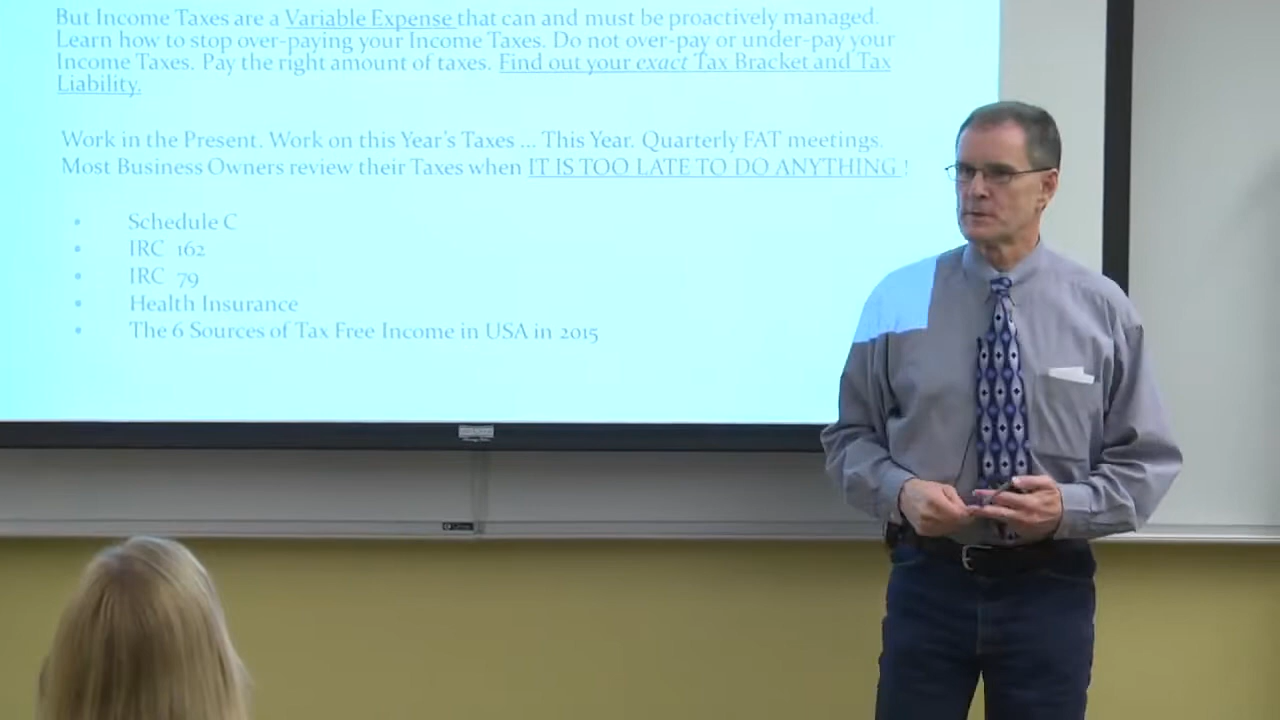 But Income Taxes are a Variable Expense that can and must be proactively managed.
Learn how to stop over-paying your Income Taxes. Do not over-pay or under-pay your
Income Taxes. Pay the right amount of taxes. Find out your exact Tax Bracket and Tax
Liability.
Work in the Present. Work on this Year's Taxes ... This Year. Quarterly FAT meetings.
Most Business Owners review their Taxes when IT IS TOO LATE TO DO ANYTHING !
• Schedule C
• IRC 162
• IRC 79
• Health Insurance
• The 6 Sources of Tax Free Income in USA in 2015